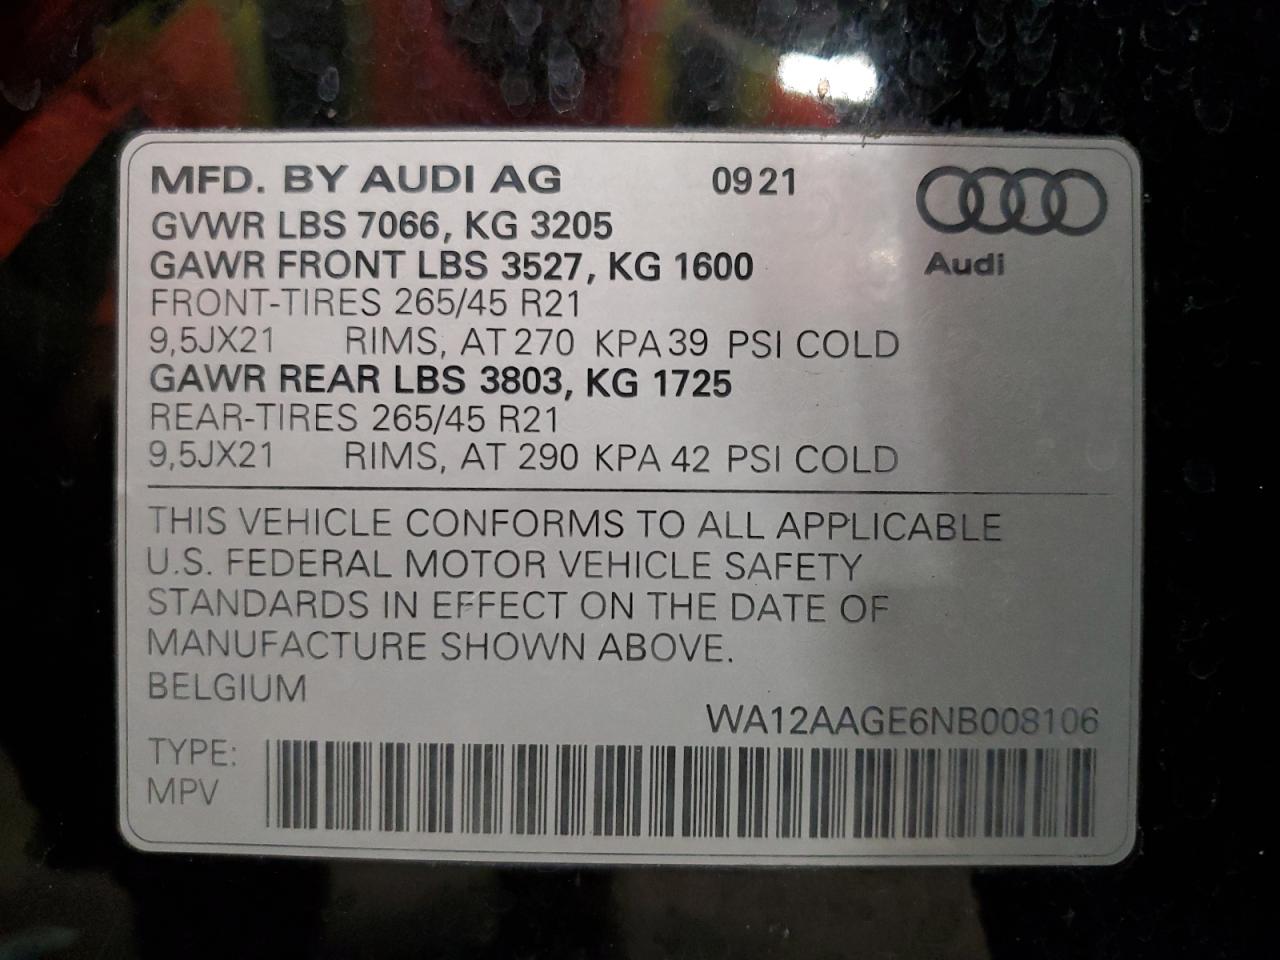 MFD. BY AUDI AG 09 21
GVWR LBS 7066, KG 3205
Audi
GAWR FRONT LBS 3527, KG 1600
FRONT-TIRES 265/45 R21
9,5JX21 RIMS, AT 270 KPA 39 PSI COLD
GAWR REAR LBS 3803, KG 1725
REAR-TIRES 265/45 R21
9,5JX21 RIMS, AT 290 KPA 42 PSI COLD
THIS VEHICLE CONFORMS TO ALL APPLICABLE
U.S. FEDERAL MOTOR VEHICLE SAFETY
STANDARDS IN EFFECT ON THE DATE OF
MANUFACTURE SHOWN ABOVE.
BELGIUM
WA12AAGE6NB008106
TYPE:
MPV